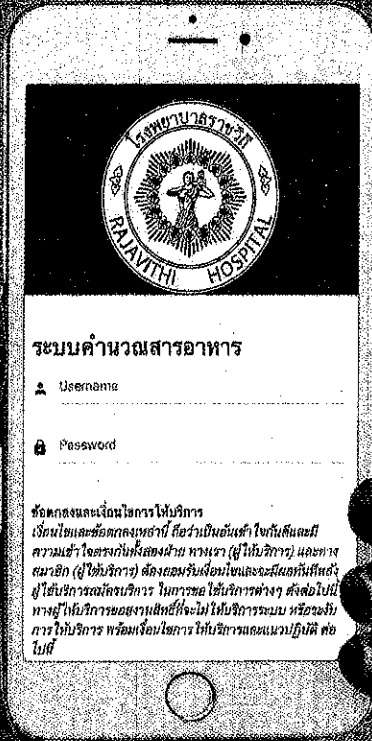 โรงพยาบาลราชวิถี
RAJAVITHI HOSPITAL
ระบบคำนวณสารอาหาร
Username
Password
ข้อตกลงและเงื่อนไขการให้บริการ
เงื่อนไขและข้อตกลงเหล่านี้ ถือว่าเป็นอันเข้าใจกันดีและมี
ความเข้าใจตรงกันทั้งสองฝ่าย ทางเรา (ผู้ให้บริการ) และทาง
สมาชิก (ผู้ใช้บริการ) ต้องยอมรับเงื่อนไขและจะมีผลทันทีหลัง
ผู้ใช้บริการสมัครบริการ ในการขอใช้บริการต่างๆ ดังต่อไปนี้
ทางผู้ให้บริการขอสงวนสิทธิ์ที่จะไม่ให้บริการระบบ หรือระงับ
การให้บริการ พร้อมเงื่อนไขการให้บริการและแนวปฏิบัติ ต่อ
ไปนี้